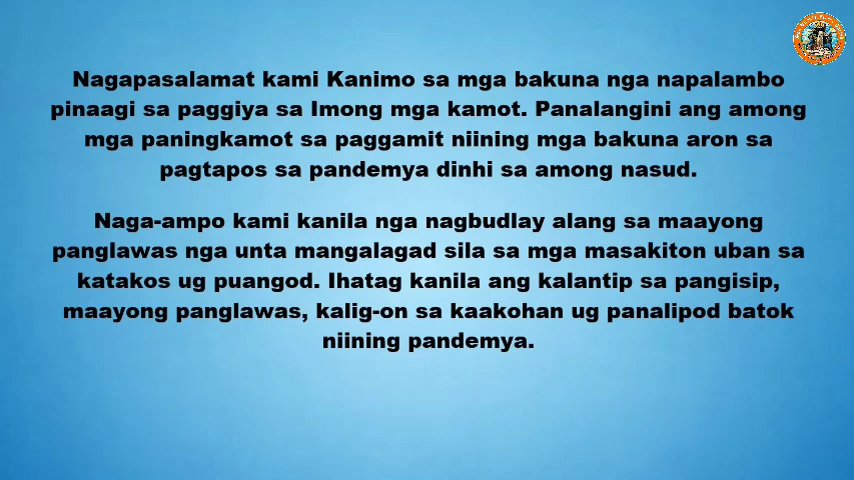 Nagapasalamat kami Kanimo sa mga bakuna nga napalambo
pinaagi sa paggiya sa Imong mga kamot. Panalangini ang among
mga paningkamot sa paggamit niining mga bakuna aron sa
pagtapos sa pandemya dinhi sa among nasud.
Naga-ampo kami kanila nga nagbudlay alang sa maayong
panglawas nga unta mangalagad sila sa mga masakiton uban sa
katakos ug puangod. Ihatag kanila ang kalantip sa pangisip,
maayong panglawas, kalig-on sa kaakohan ug panalipod batok
niining pandemya.